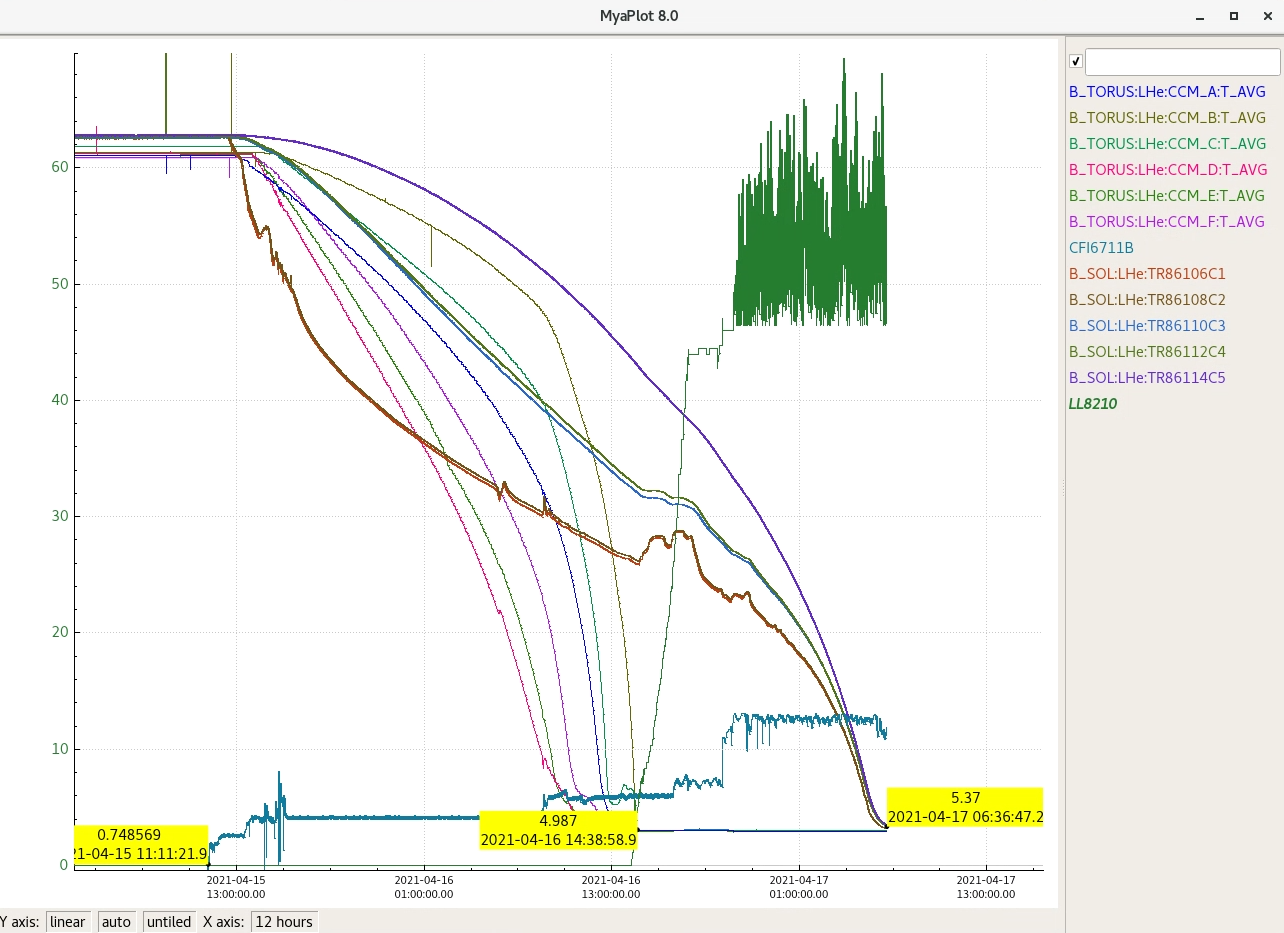 MyaPlot 8.0
B_TORUS:LHe:CCM_A:T_AVG
B_TORUS:LHe:CCM_B:T_AVG
B_TORUS:LHe:CCM_C:T_AVG
B_TORUS:LHe:CCM_D:T_AVG
B_TORUS:LHe:CCM_E:T_AVG
B_TORUS:LHe:CCM_F:T_AVG
CFI6711B
B_SOL:LHe:TR86106C1
B_SOL:LHe:TR86108C2
B_SOL:LHe:TR86110C3
B_SOL:LHe:TR86112C4
B_SOL:LHe:TR86114C5
LL8210
60
50
40
30
20
10
0
0.748569
21-04-15 11:11:21.9
4.987
2021-04-16 14:38:58.9
5.37
2021-04-17 06:36:47.2
2021-04-15
13:00:00.00
2021-04-16
01:00:00.00
2021-04-16
13:00:00.00
2021-04-17
01:00:00.00
2021-04-17
13:00:00.00
Y axis: linear auto untiled X axis: 12 hours